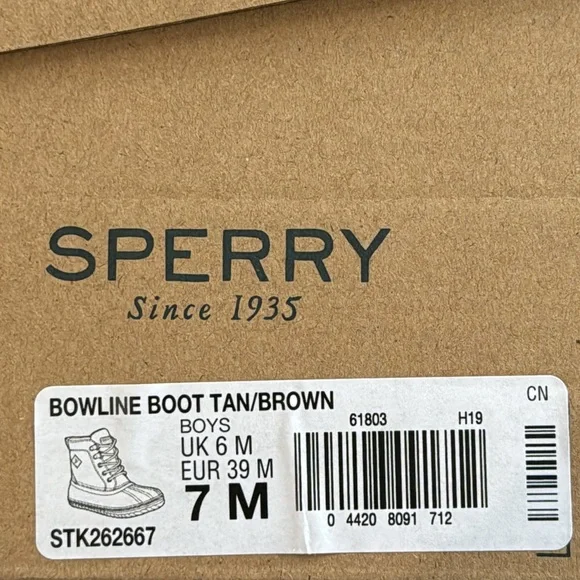 SPERRY
Since 1935
BOWLINE BOOT TAN/BROWN
CN
BOYS
61803
H19
UK 6 M
EUR 39 M
7 M
STK262667
0 4420 8091 712